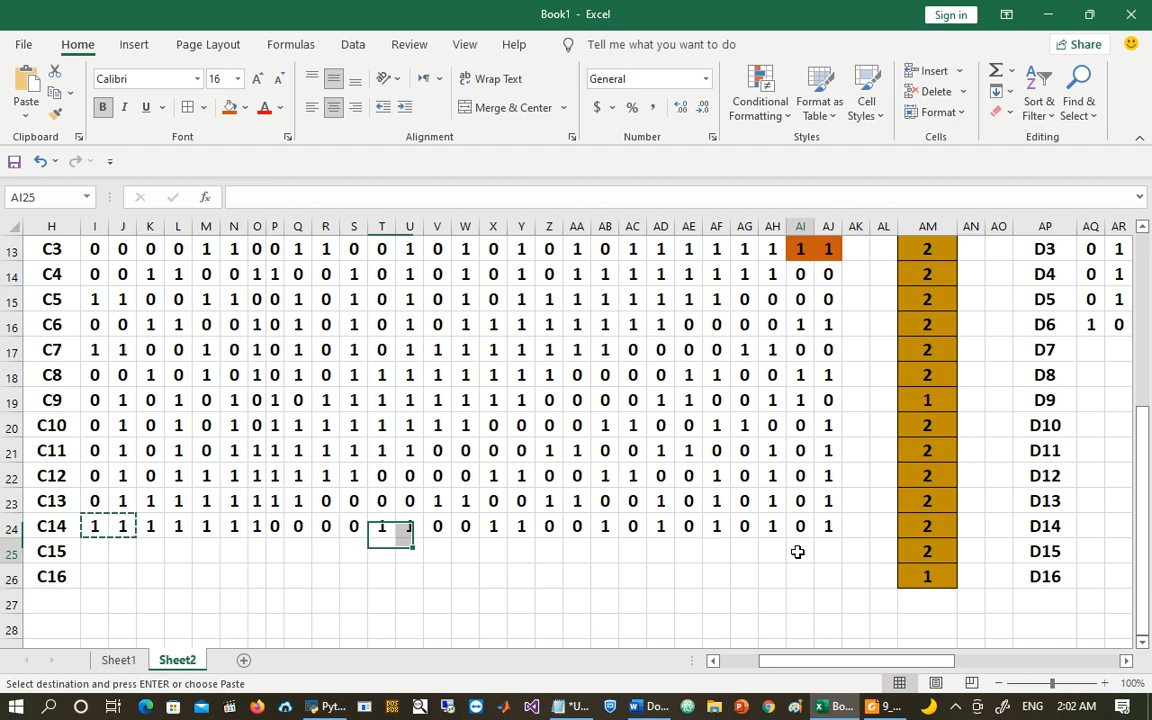 Book1 - Excel
Sign in
File Home Insert Page Layout Formulas Data Review View Help Tell me what you want to do Share
Calibri 16 Wrap Text General Insert
Paste B I U A Merge & Center $ % Conditional Formatting Format as Table Cell Styles Delete Format Sort & Filter Find & Select
Clipboard Font Alignment Number Styles Cells Editing
AI25 fx
H I J K L M N O P Q R S T U V W X Y Z AA AB AC AD AE AF AG AH AI AJ AK AL AM AN AO AP AQ AR
13 C3 0 0 0 0 1 1 0 0 1 1 0 0 1 0 1 0 1 0 1 0 1 1 1 1 1 1 1 1 2 D3 0 1
14 C4 0 0 1 1 0 0 1 1 0 0 1 0 1 0 1 0 1 0 1 1 1 1 1 1 1 1 0 0 2 D4 0 1
15 C5 1 1 0 0 1 1 0 0 1 0 1 0 1 0 1 0 1 1 1 1 1 1 1 1 0 0 0 0 2 D5 0 1
16 C6 0 0 1 1 0 0 1 0 1 0 1 0 1 0 1 1 1 1 1 1 1 1 0 0 0 0 1 1 2 D6 1 0
17 C7 1 1 0 0 1 0 1 0 1 0 1 0 1 1 1 1 1 1 1 1 0 0 0 0 1 1 0 0 2 D7
18 C8 0 0 1 0 1 0 1 0 1 0 1 1 1 1 1 1 1 1 0 0 0 0 1 1 0 0 1 1 2 D8
19 C9 0 1 0 1 0 1 0 1 0 1 1 1 1 1 1 1 1 0 0 0 0 1 1 0 0 1 1 0 1 D9
20 C10 0 1 0 1 0 1 0 1 1 1 1 1 1 1 1 0 0 0 0 1 1 0 0 1 1 0 0 1 2 D10
21 C11 0 1 0 1 0 1 1 1 1 1 1 1 1 0 0 0 0 1 1 0 0 1 1 0 0 1 0 1 2 D11
22 C12 0 1 0 1 1 1 1 1 1 1 1 0 0 0 0 1 1 0 0 1 1 0 0 1 0 1 0 1 2 D12
23 C13 0 1 1 1 1 1 1 1 1 0 0 0 0 1 1 0 0 1 1 0 0 1 0 1 0 1 0 1 2 D13
24 C14 1 1 1 1 1 1 1 0 0 0 0 1 1 0 0 1 1 0 0 1 0 1 0 1 0 1 0 1 2 D14
25 C15 2 D15
26 C16 1 D16
27
28
Sheet1 Sheet2
Select destination and press ENTER or choose Paste 100%
Pyt... *U... Do... Bo... 9_... ENG 2:02 AM